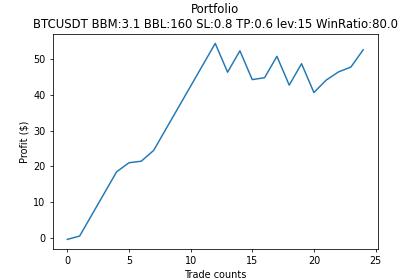 Portfolio
BTCUSDT BBM:3.1 BBL:160 SL:0.8 TP:0.6 lev:15 WinRatio:80.0
50
40
30
20
10
0
Profit ($)
0 5 10 15 20 25
Trade counts